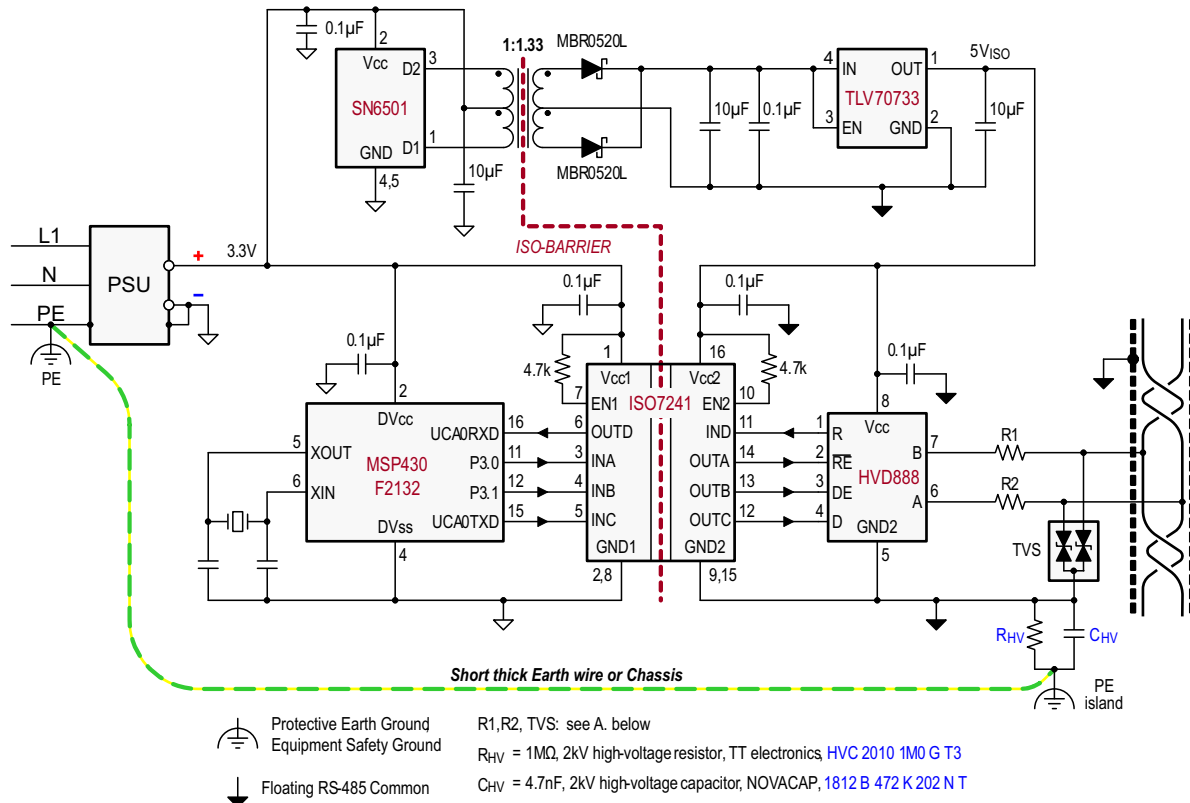 0.1µF
2
Vcc
D2
3
SN6501
D1
1
GND
4,5
10µF
1:1.33
MBR0520L
MBR0520L
10µF
0.1µF
4
IN
OUT
1
TLV70733
3
EN
GND
2
5VISO
10µF
L1
N
PE
PSU
+
–
3.3V
PE
ISO-BARRIER
0.1µF
0.1µF
0.1µF
0.1µF
4.7k
4.7k
1
Vcc1
7
EN1
ISO7241
16
Vcc2
EN2
10
2
DVcc
5
XOUT
6
XIN
MSP430
F2132
UCA0RXD
16
P3.0
11
P3.1
12
UCA0TXD
15
DVss
4
6
OUTD
3
INA
4
INB
5
INC
GND1
2,8
IND
11
OUTA
14
OUTB
13
OUTC
12
GND2
9,15
8
Vcc
1
R
2
RE
3
DE
4
D
HVD888
B
7
A
6
GND2
5
R1
R2
TVS
RHV
CHV
PE
island
Short thick Earth wire or Chassis
Protective Earth Ground,
Equipment Safety Ground
Floating RS-485 Common
R1,R2, TVS: see A. below
RHV = 1MΩ, 2kV high-voltage resistor, TT electronics, HVC 2010 1M0 G T3
CHV = 4.7nF, 2kV high-voltage capacitor, NOVACAP, 1812 B 472 K 202 N T